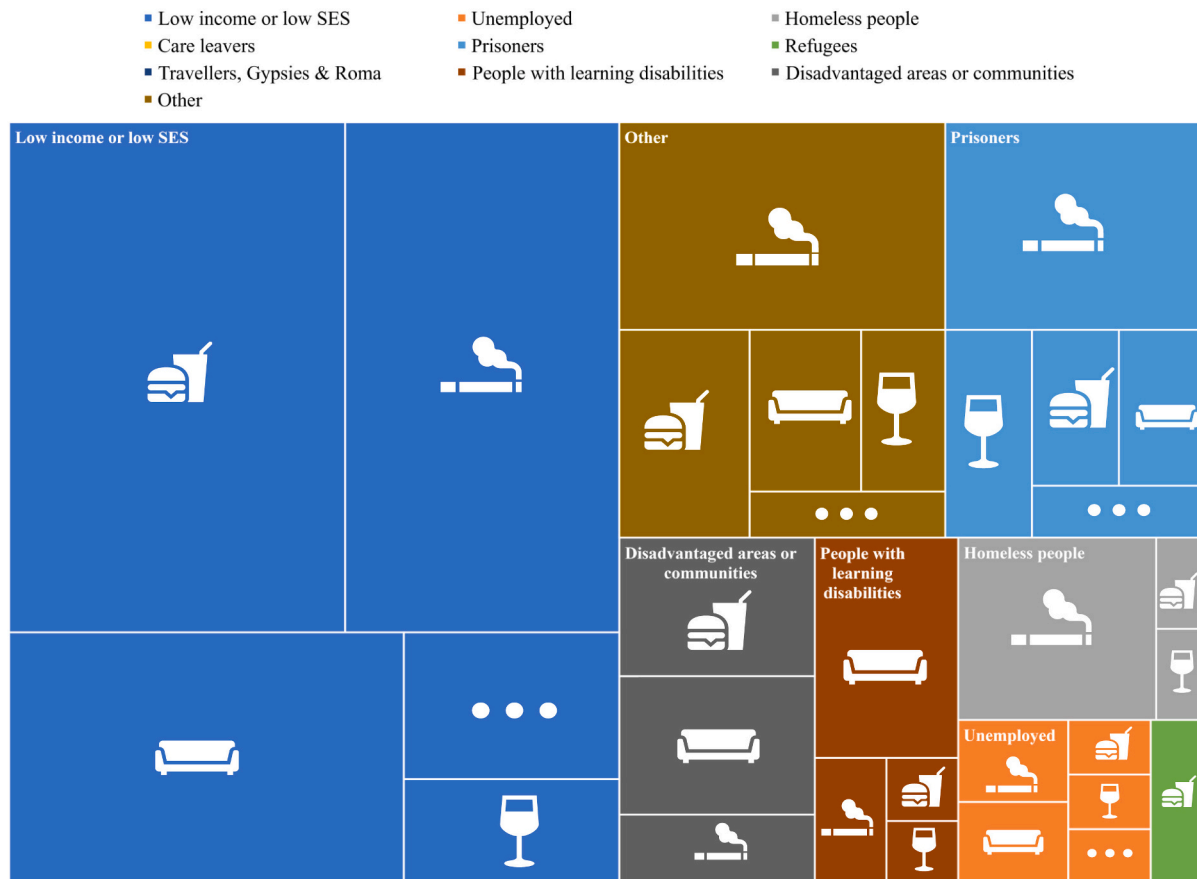 Low income or low SES
Unemployed
Homeless people
Care leavers
Prisoners
Refugees
Travellers, Gypsies & Roma
People with learning disabilities
Disadvantaged areas or communities
Other
Low income or low SES
Other
Prisoners
Disadvantaged areas or
communities
People with
learning
disabilities
Homeless people
Unemployed